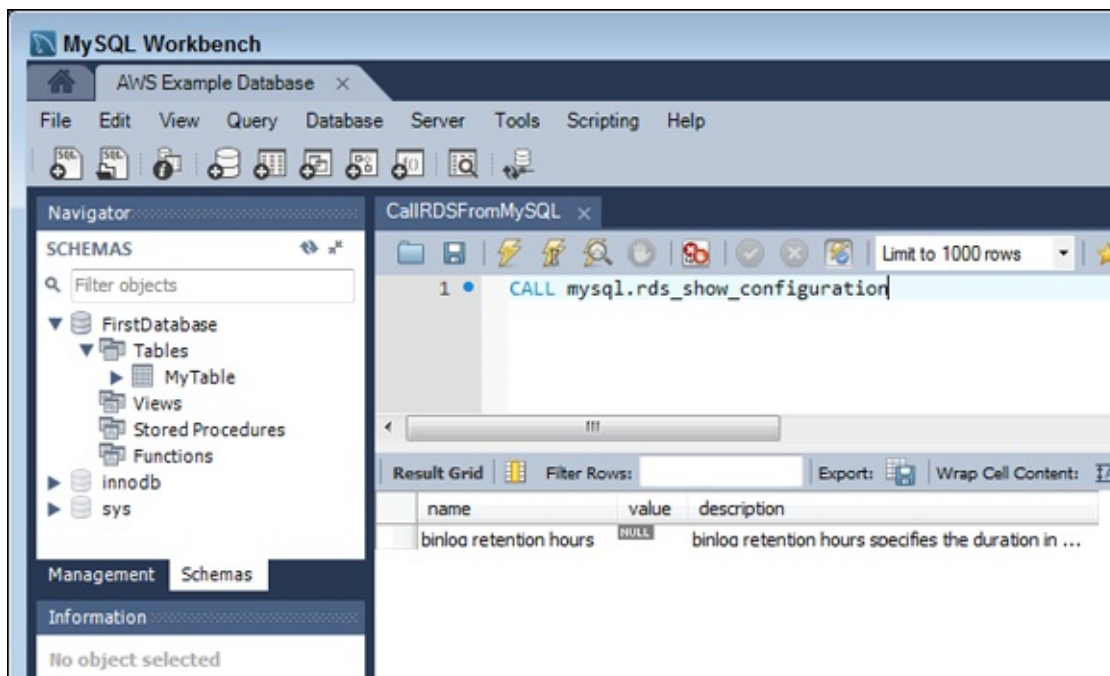 MySQL Workbench
AWS Example Database ×
File Edit View Query Database Server Tools Scripting Help
Navigator
CallRDSFromMySQL ×
SCHEMAS
Limit to 1000 rows
Filter objects
1 CALL mysql.rds_show_configuration
FirstDatabase
Tables
MyTable
Views
Stored Procedures
Functions
innodb
sys
Result Grid Filter Rows: Export: Wrap Cell Content:
name value description
binlog retention hours NULL binlog retention hours specifies the duration in ...
Management Schemas
Information
No object selected